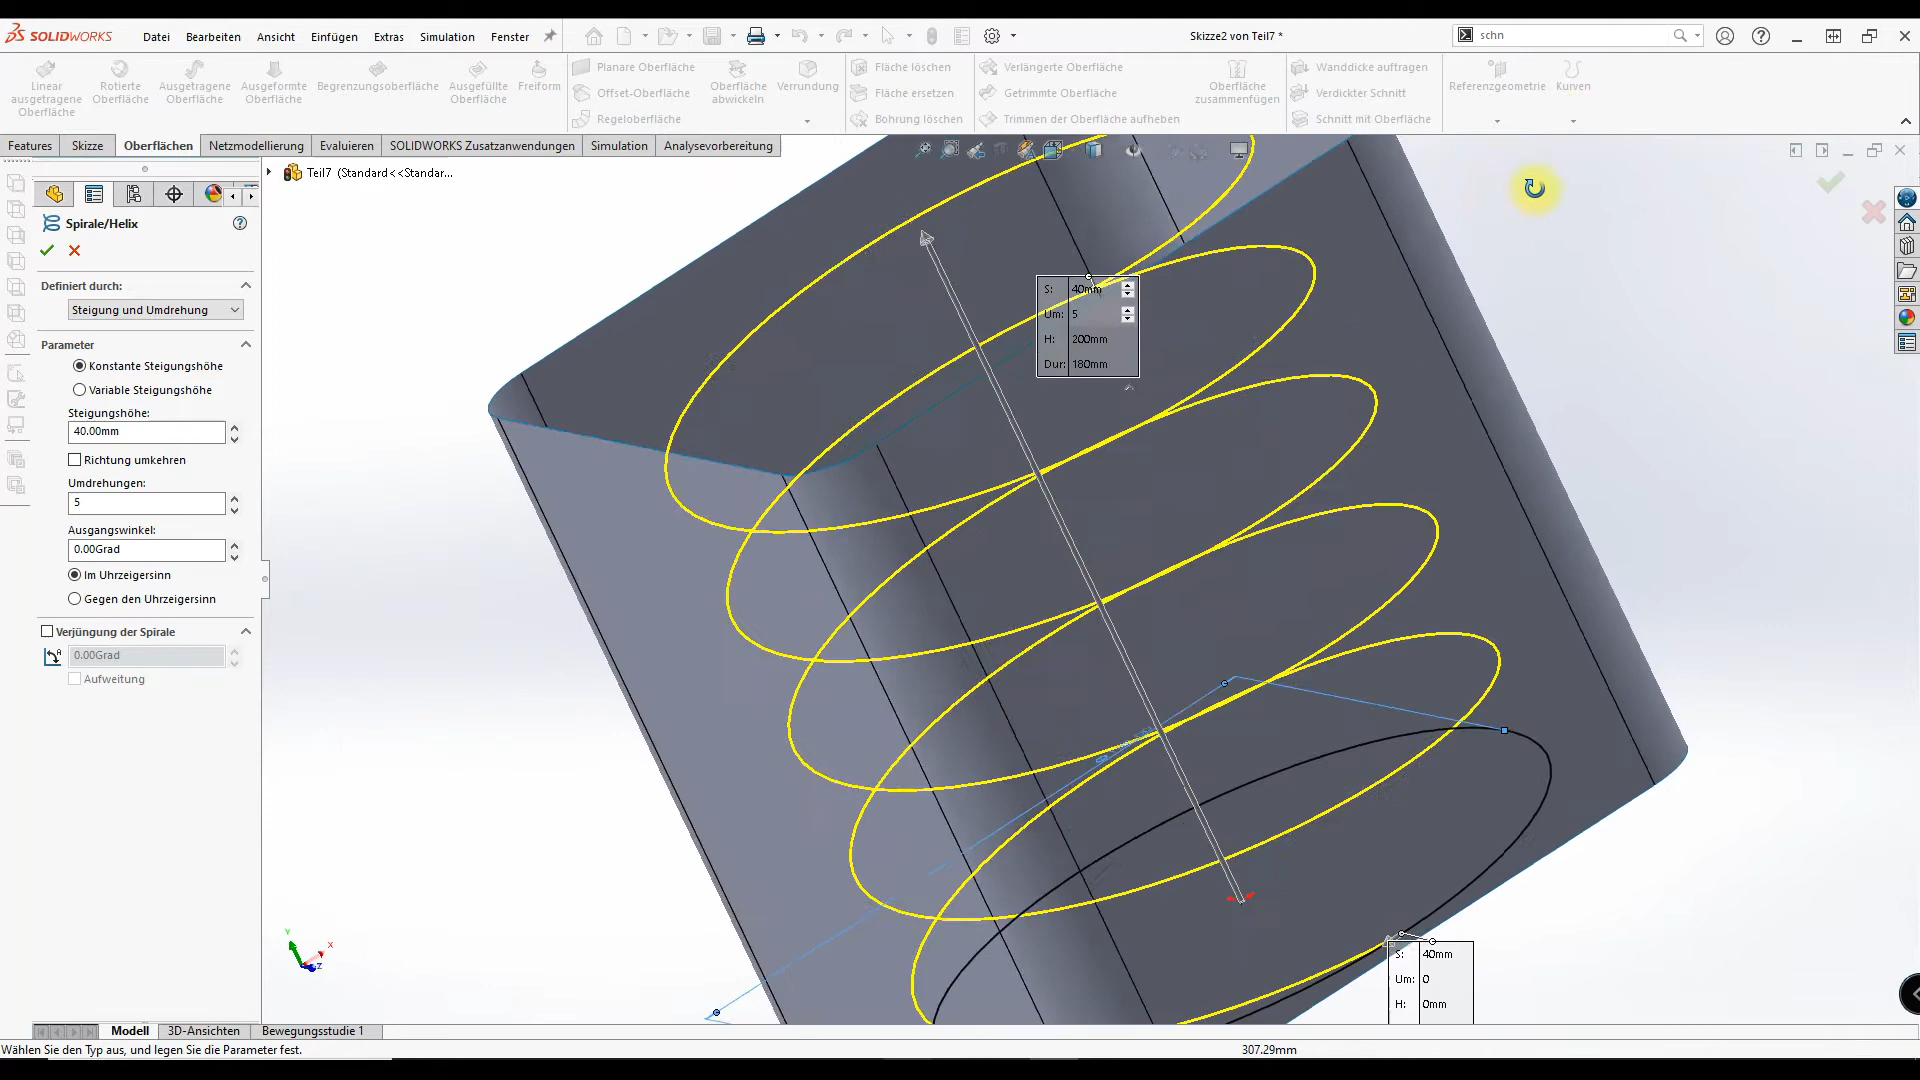 SOLIDWORKS
Datei Bearbeiten Ansicht Einfügen Extras Simulation Fenster
Skizze2 von Teil7 *
schn
Linear ausgetragene Oberfläche
Rotierte Oberfläche
Ausgetragene Oberfläche
Ausgeformte Oberfläche
Begrenzungsoberfläche
Ausgefüllte Oberfläche
Freiform
Planare Oberfläche
Offset-Oberfläche
Regeloberfläche
Oberfläche abwickeln
Verrundung
Fläche löschen
Fläche ersetzen
Bohrung löschen
Verlängerte Oberfläche
Getrimmte Oberfläche
Trimmen der Oberfläche aufheben
Oberfläche zusammenfügen
Wanddicke auftragen
Verdickter Schnitt
Schnitt mit Oberfläche
Referenzgeometrie
Kurven
Features Skizze Oberflächen Netzmodellierung Evaluieren SOLIDWORKS Zusatzanwendungen Simulation Analysevorbereitung
Teil7 (Standard<<Standar...
Spirale/Helix
Definiert durch:
Steigung und Umdrehung
Parameter
Konstante Steigungshöhe
Variable Steigungshöhe
Steigungshöhe:
40.00mm
Richtung umkehren
Umdrehungen:
5
Ausgangswinkel:
0.00Grad
Im Uhrzeigersinn
Gegen den Uhrzeigersinn
Verjüngung der Spirale
0.00Grad
Aufweitung
S: 40mm
Um: 5
H: 200mm
Dur: 180mm
S: 40mm
Um: 0
H: 0mm
Y
X
Z
Modell 3D-Ansichten Bewegungsstudie 1
Wählen Sie den Typ aus, und legen Sie die Parameter fest.
307.29mm